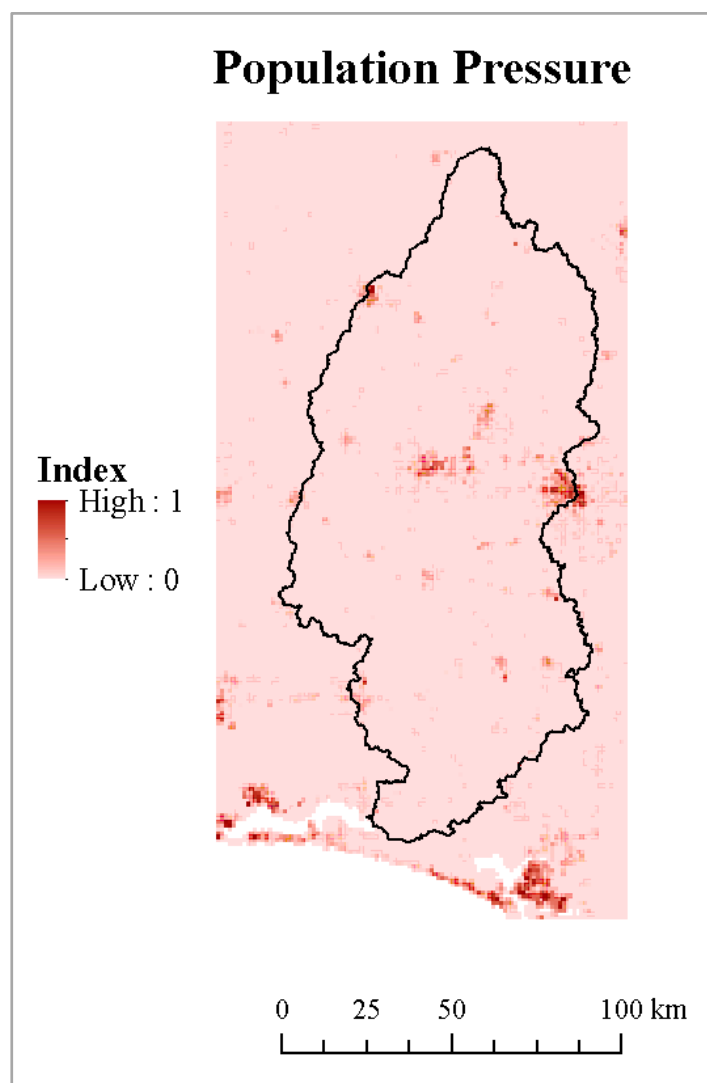 Population Pressure
Index
High : 1
Low : 0
0 25 50 100 km